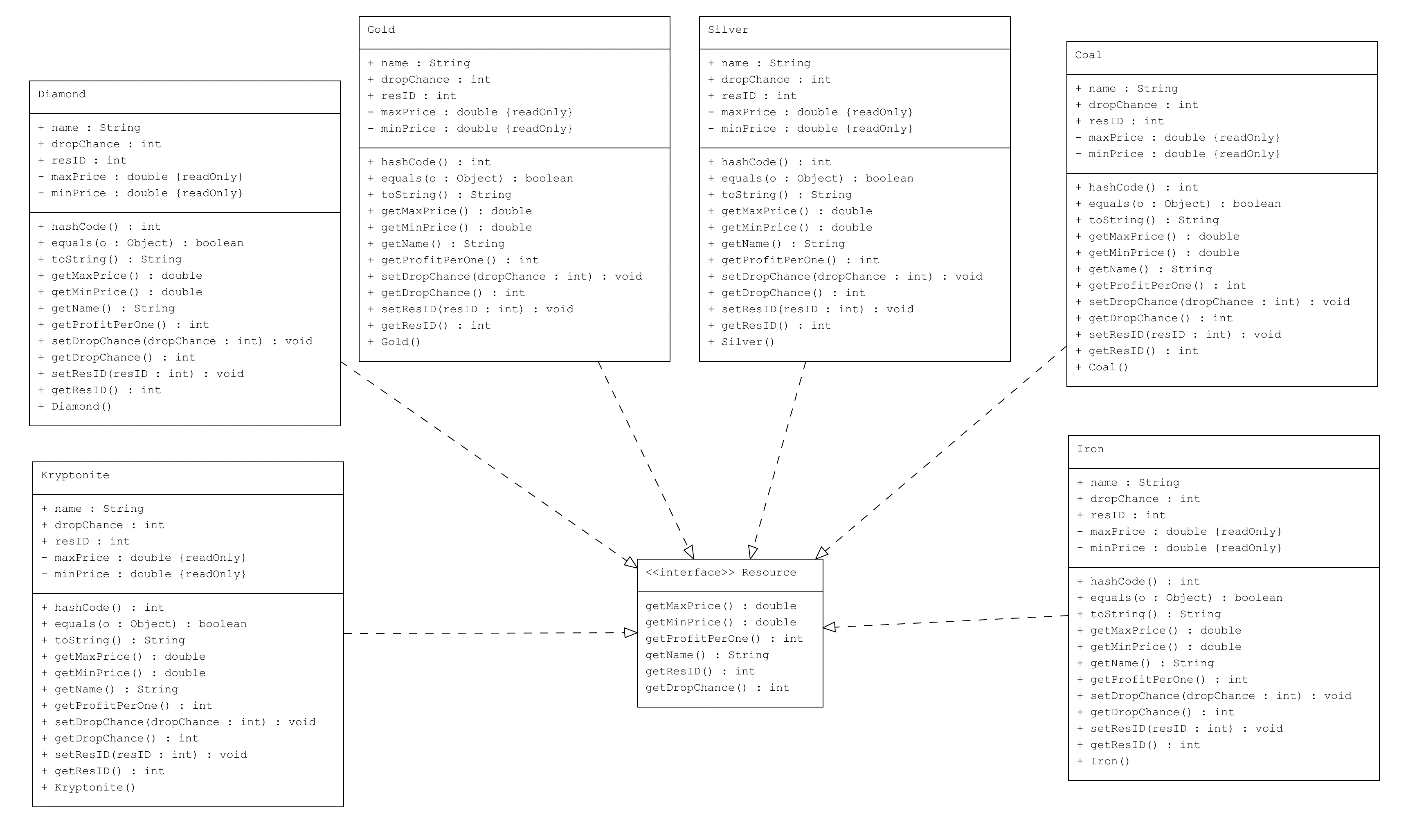 Gold
+ name : String
+ dropChance : int
+ resID : int
- maxPrice : double {readOnly}
- minPrice : double {readOnly}
+ hashCode() : int
+ equals(o : Object) : boolean
+ toString() : String
+ getMaxPrice() : double
+ getMinPrice() : double
+ getName() : String
+ getProfitPerOne() : int
+ setDropChance(dropChance : int) : void
+ getDropChance() : int
+ setResID(resID : int) : void
+ getResID() : int
+ Gold()
Silver
+ name : String
+ dropChance : int
+ resID : int
- maxPrice : double {readOnly}
- minPrice : double {readOnly}
+ hashCode() : int
+ equals(o : Object) : boolean
+ toString() : String
+ getMaxPrice() : double
+ getMinPrice() : double
+ getName() : String
+ getProfitPerOne() : int
+ setDropChance(dropChance : int) : void
+ getDropChance() : int
+ setResID(resID : int) : void
+ getResID() : int
+ Silver()
Coal
+ name : String
+ dropChance : int
+ resID : int
- maxPrice : double {readOnly}
- minPrice : double {readOnly}
+ hashCode() : int
+ equals(o : Object) : boolean
+ toString() : String
+ getMaxPrice() : double
+ getMinPrice() : double
+ getName() : String
+ getProfitPerOne() : int
+ setDropChance(dropChance : int) : void
+ getDropChance() : int
+ setResID(resID : int) : void
+ getResID() : int
+ Coal()
Diamond
+ name : String
+ dropChance : int
+ resID : int
- maxPrice : double {readOnly}
- minPrice : double {readOnly}
+ hashCode() : int
+ equals(o : Object) : boolean
+ toString() : String
+ getMaxPrice() : double
+ getMinPrice() : double
+ getName() : String
+ getProfitPerOne() : int
+ setDropChance(dropChance : int) : void
+ getDropChance() : int
+ setResID(resID : int) : void
+ getResID() : int
+ Diamond()
Kryptonite
+ name : String
+ dropChance : int
+ resID : int
- maxPrice : double {readOnly}
- minPrice : double {readOnly}
+ hashCode() : int
+ equals(o : Object) : boolean
+ toString() : String
+ getMaxPrice() : double
+ getMinPrice() : double
+ getName() : String
+ getProfitPerOne() : int
+ setDropChance(dropChance : int) : void
+ getDropChance() : int
+ setResID(resID : int) : void
+ getResID() : int
+ Kryptonite()
<<interface>> Resource
getMaxPrice() : double
getMinPrice() : double
getProfitPerOne() : int
getName() : String
getResID() : int
getDropChance() : int
Iron
+ name : String
+ dropChance : int
+ resID : int
- maxPrice : double {readOnly}
- minPrice : double {readOnly}
+ hashCode() : int
+ equals(o : Object) : boolean
+ toString() : String
+ getMaxPrice() : double
+ getMinPrice() : double
+ getName() : String
+ getProfitPerOne() : int
+ setDropChance(dropChance : int) : void
+ getDropChance() : int
+ setResID(resID : int) : void
+ getResID() : int
+ Iron()